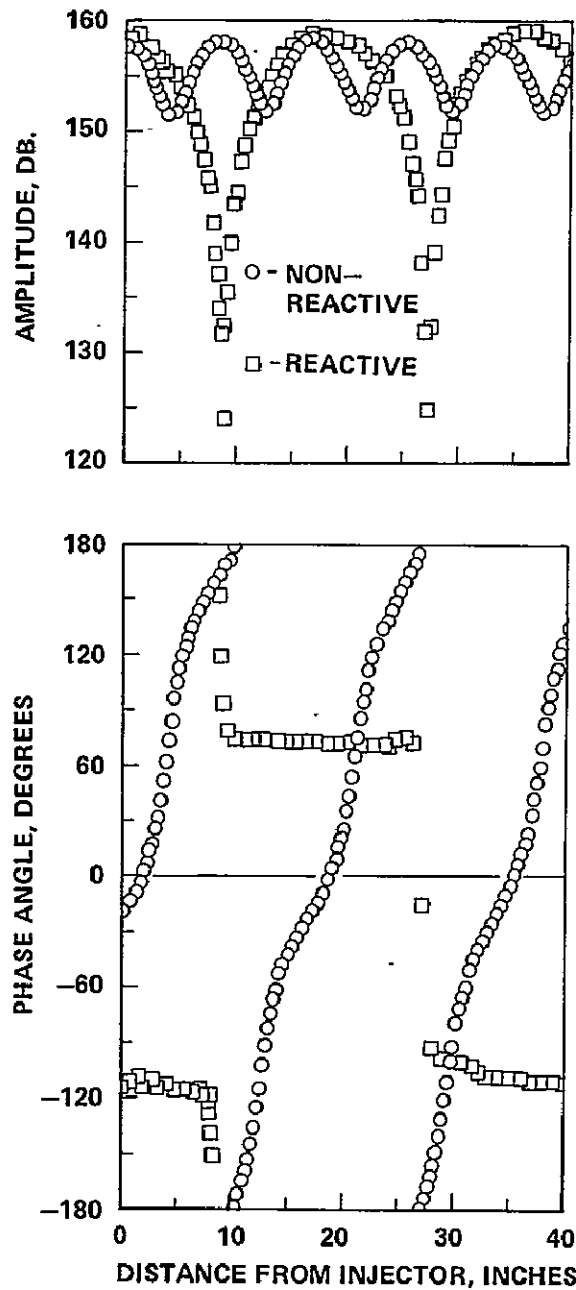 160
150
140
130
120
AMPLITUDE, DB.
○ - NON—
REACTIVE
□ - REACTIVE
180
120
60
0
−60
−120
−180
PHASE ANGLE, DEGREES
0 10 20 30 40
DISTANCE FROM INJECTOR, INCHES